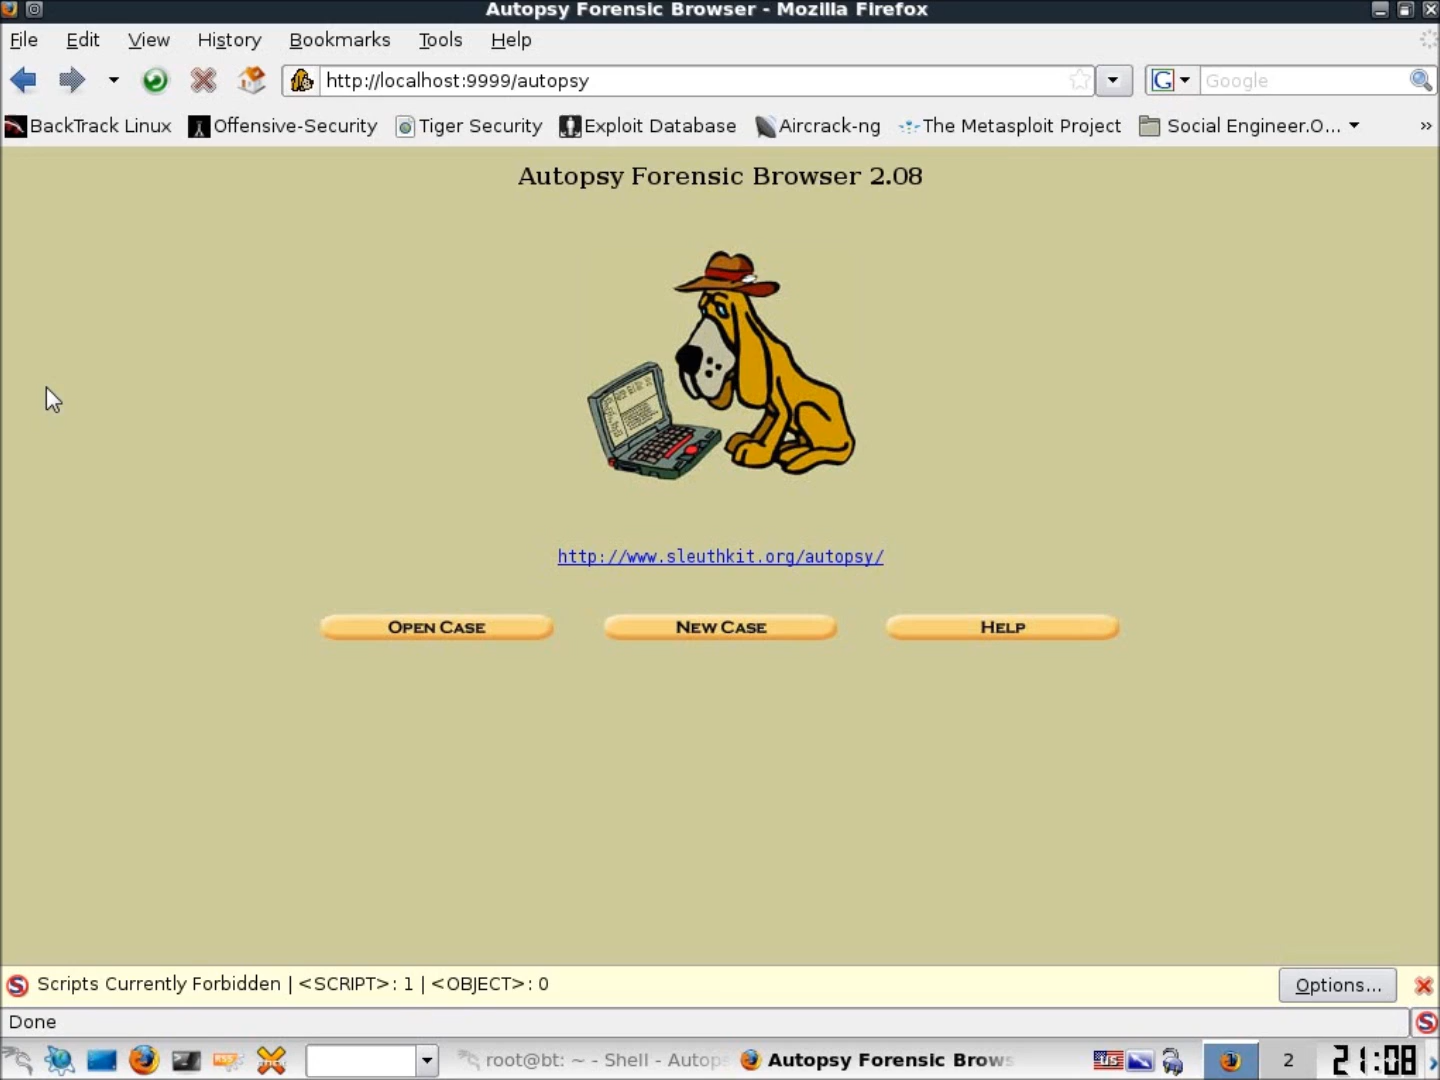 Autopsy Forensic Browser - Mozilla Firefox
File Edit View History Bookmarks Tools Help
http://localhost:9999/autopsy G Google
BackTrack Linux Offensive-Security Tiger Security Exploit Database Aircrack-ng The Metasploit Project Social Engineer.O... »
Autopsy Forensic Browser 2.08
http://www.sleuthkit.org/autopsy/
OPEN CASE NEW CASE HELP
S Scripts Currently Forbidden | <SCRIPT>: 1 | <OBJECT>: 0 Options...
Done S
root@bt: ~ - Shell - Autop Autopsy Forensic Brows US 2 21:08